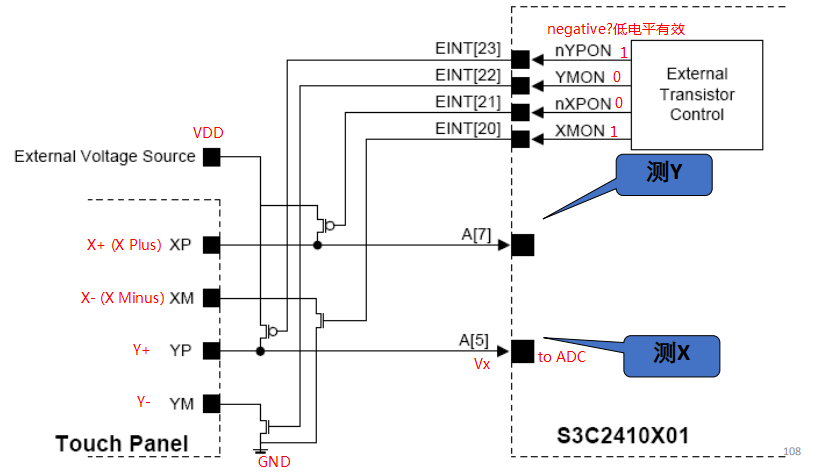 negative?低电平有效
EINT[23]
nYPON 1
EINT[22]
YMON 0
External
Transistor
Control
EINT[21]
nXPON 0
EINT[20]
XMON 1
VDD
External Voltage Source
测Y
X+ (X Plus) XP
A[7]
X- (X Minus) XM
Y+ YP
A[5]
Vx
to ADC
测X
Y- YM
Touch Panel
GND
S3C2410X01
108